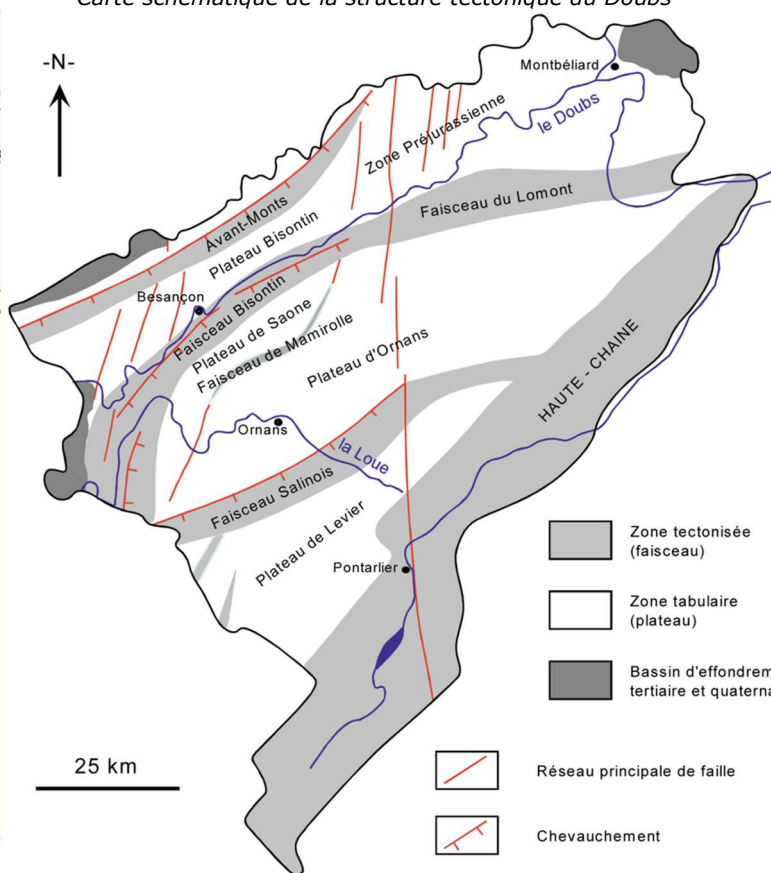 Carte schématique de la structure tectonique du Doubs
-N-
Montbéliard
le Doubs
Zone Préjurassienne
Faisceau du Lomont
Avant-Monts
Plateau Bisontin
Besançon
Faisceau Bisontin
Plateau de Saone
Faisceau de Mamirolle
Plateau d'Ornans
HAUTE - CHAINE
Ornans
la Loue
Faisceau Salinois
Plateau de Levier
Pontarlier
Zone tectonisée
(faisceau)
Zone tabulaire
(plateau)
Bassin d'effondrem
tertiaire et quaterna
25 km
Réseau principale de faille
Chevauchement